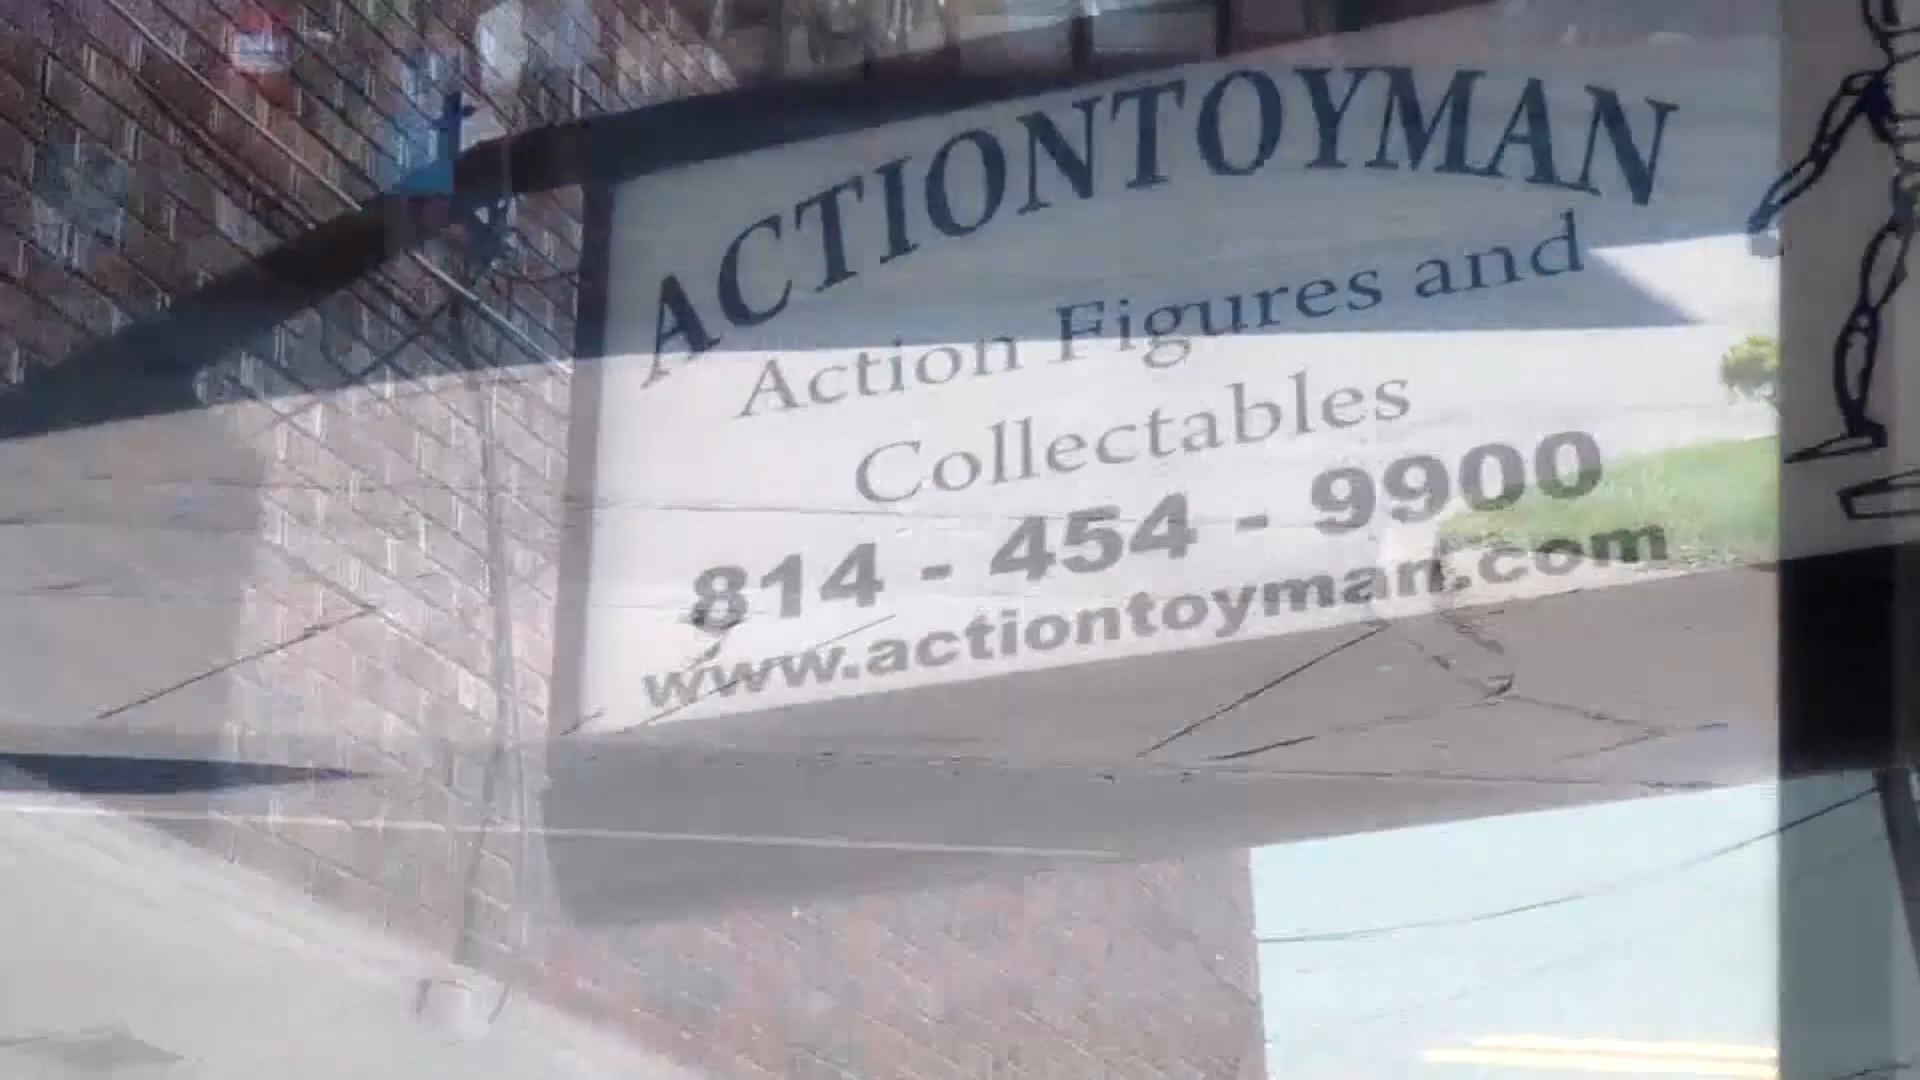 ACTIONTOYMAN
Action Figures and
Collectables
814 - 454 - 9900
www.actiontoyman.com